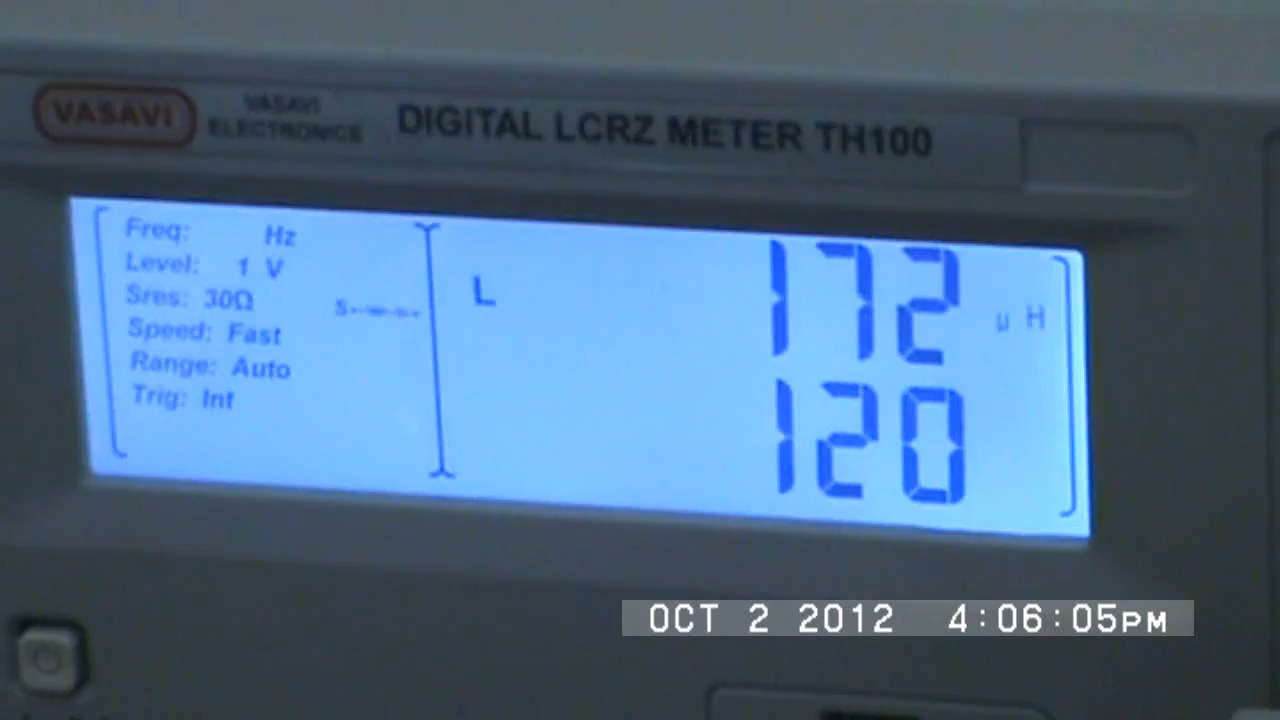 VASAVI
VASAVI
ELECTRONICS
DIGITAL LCRZ METER TH100
Freq: Hz
Level: 1 V
Sres: 30Ω
Speed: Fast
Range: Auto
Trig: Int
S
L
172
µ H
120
OCT 2 2012 4:06:05PM